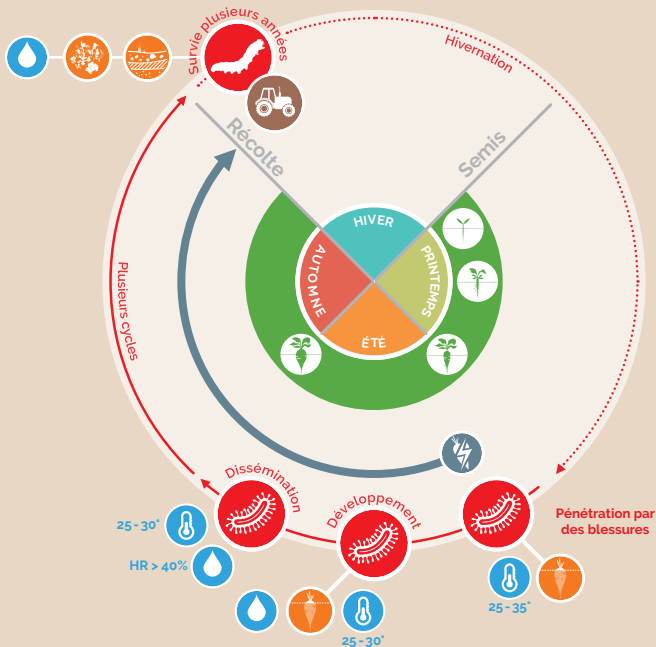 Survie plusieurs années
Hivernation
Récolte
Semis
HIVER
AUTOMNE
PRINTEMPS
ÉTÉ
Plusieurs cycles
Dissémination
Développement
Pénétration par
des blessures
25 - 30°
HR > 40%
25 - 35°
25 - 30°